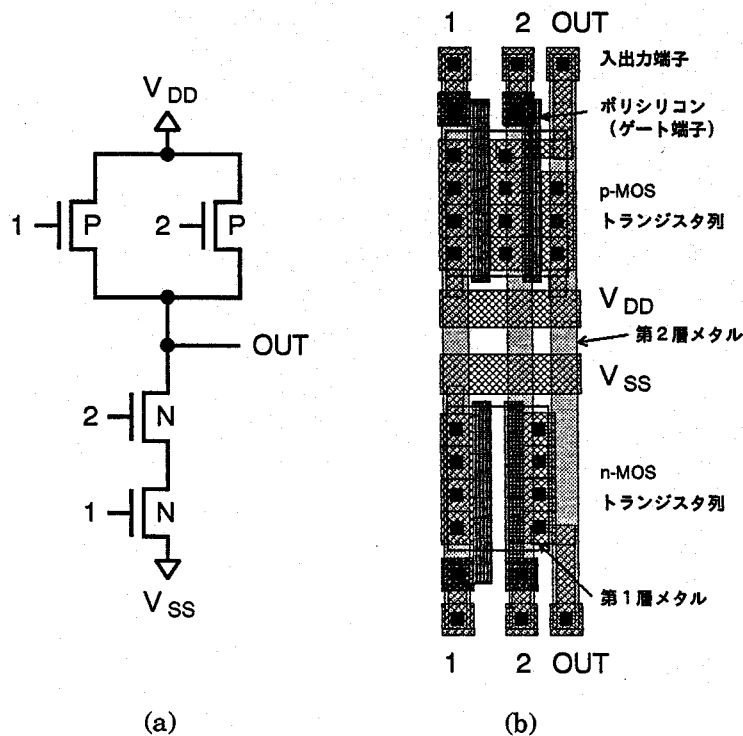 V DD
1
P
2
P
OUT
2
N
1
N
V SS
(a)
1 2 OUT
入出力端子
ポリシリコン
(ゲート端子)
p-MOS
トランジスタ列
V DD
第2層メタル
V SS
n-MOS
トランジスタ列
第1層メタル
1 2 OUT
(b)